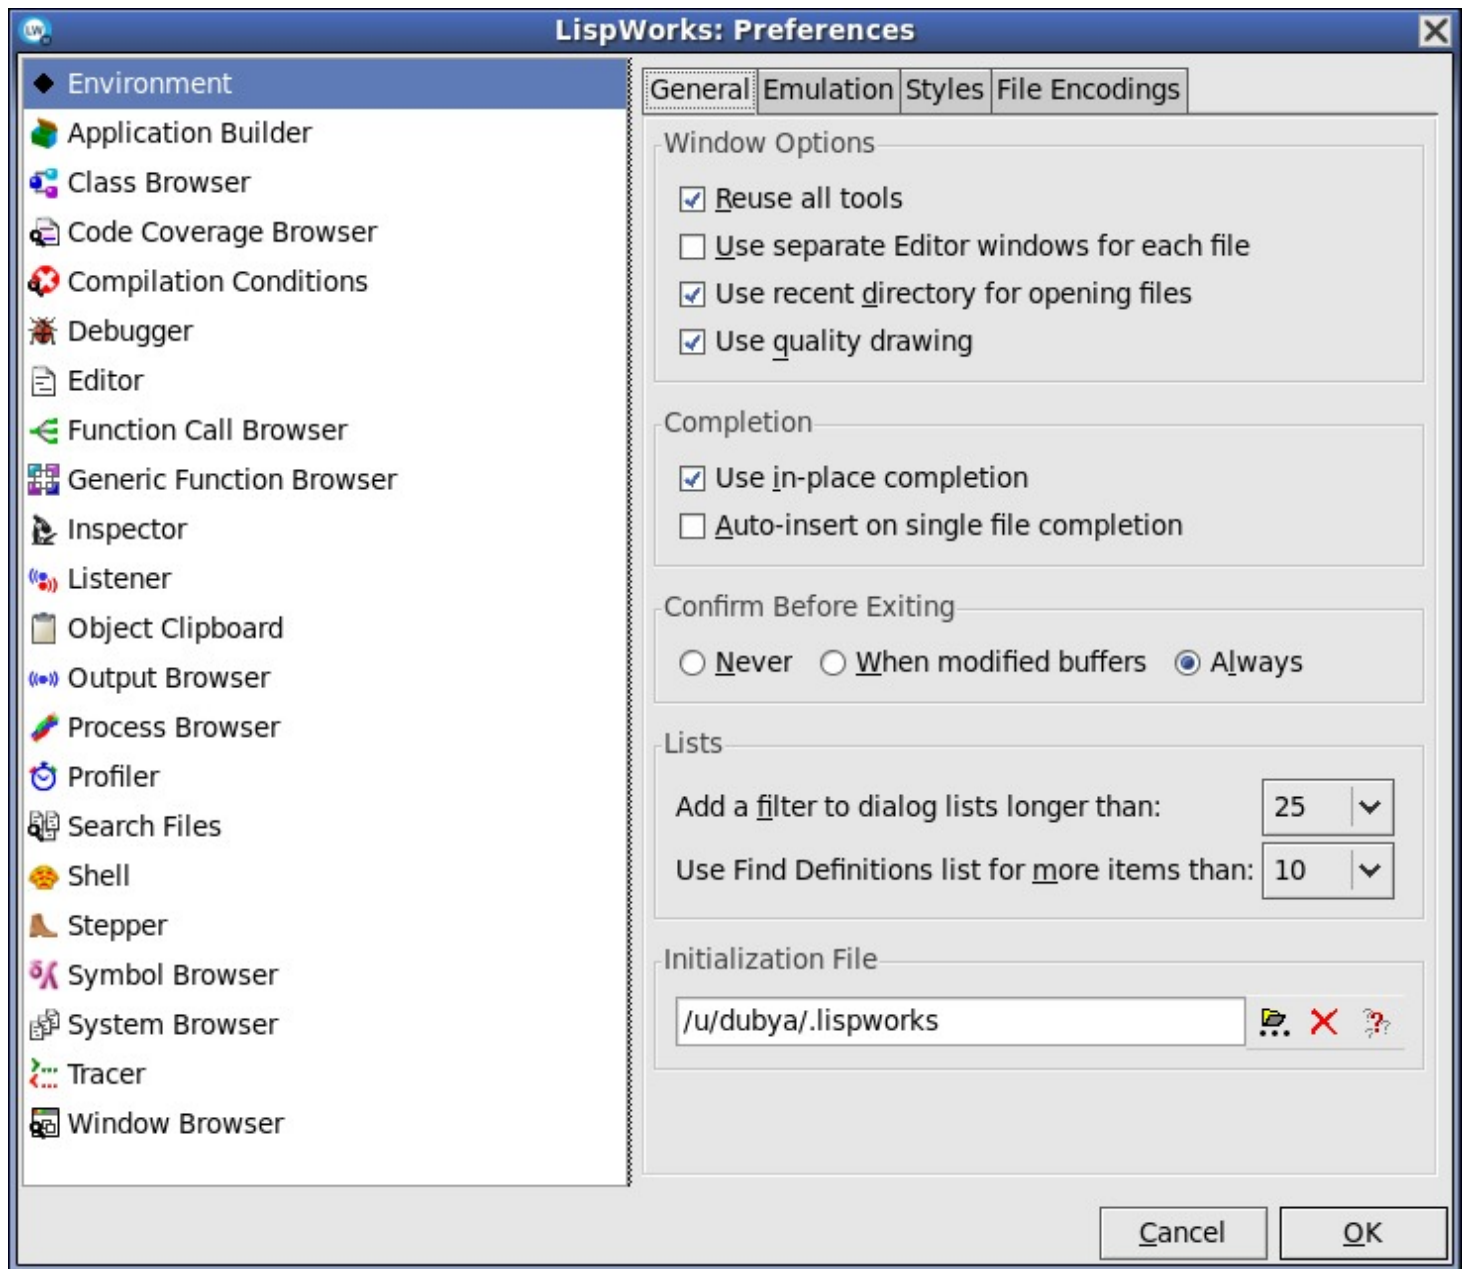 LispWorks: Preferences
Environment
Application Builder
Class Browser
Code Coverage Browser
Compilation Conditions
Debugger
Editor
Function Call Browser
Generic Function Browser
Inspector
Listener
Object Clipboard
Output Browser
Process Browser
Profiler
Search Files
Shell
Stepper
Symbol Browser
System Browser
Tracer
Window Browser
General Emulation Styles File Encodings
Window Options
Reuse all tools
Use separate Editor windows for each file
Use recent directory for opening files
Use quality drawing
Completion
Use in-place completion
Auto-insert on single file completion
Confirm Before Exiting
Never When modified buffers Always
Lists
Add a filter to dialog lists longer than: 25
Use Find Definitions list for more items than: 10
Initialization File
/u/dubya/.lispworks
Cancel OK